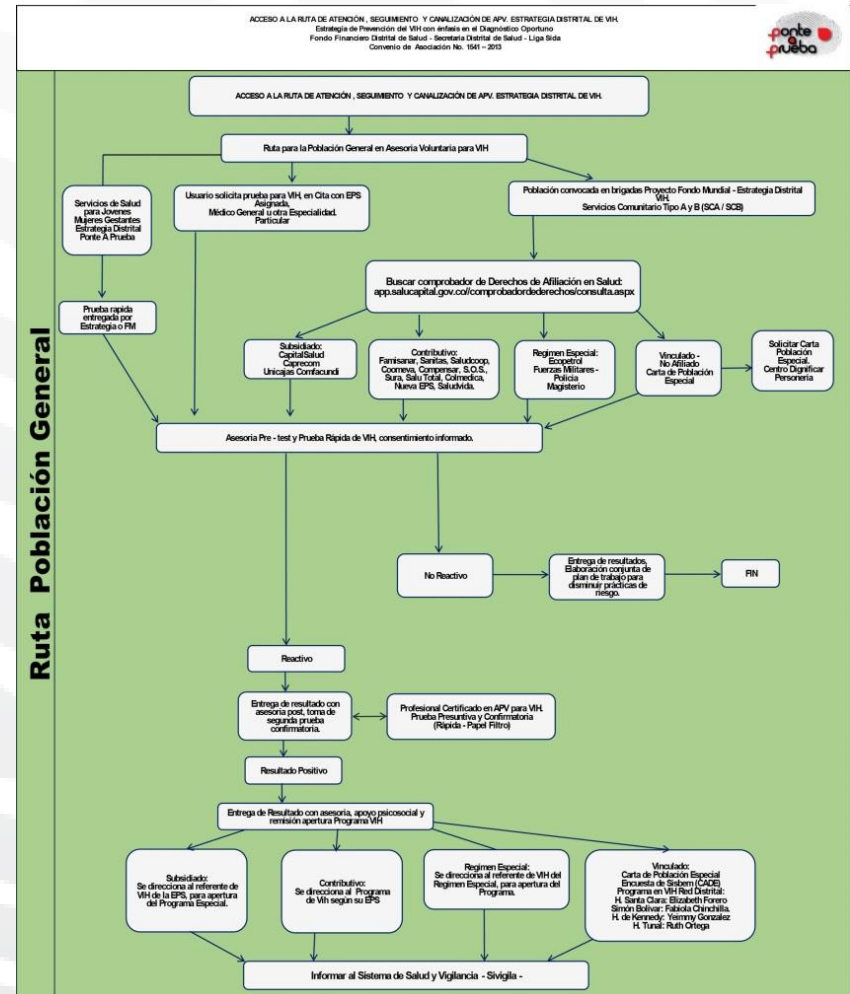 ACCESO A LA RUTA DE ATENCIÓN , SEGUIMIENTO Y CANALIZACIÓN DE APV. ESTRATEGIA DISTRITAL DE VIH.
Estrategia de Prevención del VIH con énfasis en el Diagnóstico Oportuno
Fondo Financiero Distrital de Salud - Secretaria Distrital de Salud - Liga Sida
Convenio de Asociación No. 1541 – 2013
ponte
a
prueba
Ruta Población General
ACCESO A LA RUTA DE ATENCIÓN , SEGUIMIENTO Y CANALIZACIÓN DE APV. ESTRATEGIA DISTRITAL DE VIH.
Ruta para la Población General en Asesoria Voluntaria para VIH
Servicios de Salud
para Jovenes
Mujeres Gestantes
Estrategia Distrital
Ponte A Prueba
Usuario solicita prueba para VIH, en Cita con EPS
Asignada,
Médico General u otra Especialidad.
Particular
Población convocada en brigadas Proyecto Fondo Mundial - Estrategia Distrital
VIH.
Servicios Comunitario Tipo A y B (SCA / SCB)
Buscar comprobador de Derechos de Afiliación en Salud:
app.salucapital.gov.co//comprobadordederechos/consulta.aspx
Prueba rapida
entregada por
Estrategia o FM
Subsidiado:
CapitalSalud
Caprecom
Unicajas Comfacundi
Contributivo:
Famisanar, Sanitas, Saludcoop,
Coomeva, Compensar, S.O.S.,
Sura, Salu Total, Colmedica,
Nueva EPS, Saludvida.
Regimen Especial:
Ecopetrol
Fuerzas Militares -
Policia
Magisterio
Vinculado -
No Afiliado
Carta de Población
Especial
Solicitar Carta
Población
Especial.
Centro Dignificar
Personeria
Asesoria Pre - test y Prueba Rápida de VIH, consentimiento informado.
No Reactivo
Entrega de resultados,
Elaboración conjunta de
plan de trabajo para
disminuir prácticas de
riesgo.
FIN
Reactivo
Entrega de resultado con
asesoria post, toma de
segunda prueba
confirmatoria.
Profesional Certificado en APV para VIH.
Prueba Presuntiva y Confirmatoria
(Rápida - Papel Filtro)
Resultado Positivo
Entrega de Resultado con asesoria, apoyo psicosocial y
remisión apertura Programa VIH
Subsidiado:
Se direcciona al referente de
VIH de la EPS, para apertura
del Programa Especial.
Contributivo:
Se direcciona al Programa
de Vih según su EPS
Regimen Especial:
Se direcciona al referente de VIH del
Regimen Especial, para apertura del
Programa.
Vinculado:
Carta de Población Especial
Encuesta de Sisbem (CADE)
Programa en VIH Red Distrital:
H. Santa Clara: Elizabeth Forero
Simón Bolivar: Fabiola Chinchilla.
H. de Kennedy: Yeimmy Gonzalez
H. Tunal: Ruth Ortega
Informar al Sistema de Salud y Vigilancia - Sivigila -